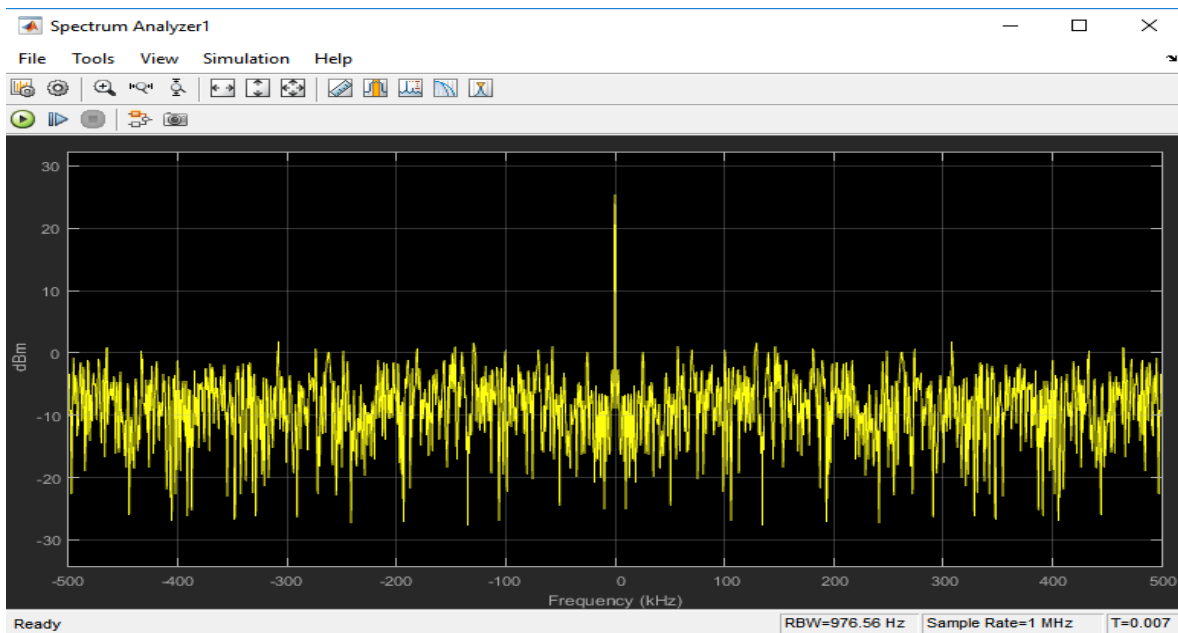 Spectrum Analyzer1
File Tools View Simulation Help
30
20
10
0
-10
-20
-30
dBm
-500 -400 -300 -200 -100 0 100 200 300 400 500
Frequency (kHz)
Ready RBW=976.56 Hz Sample Rate=1 MHz T=0.007